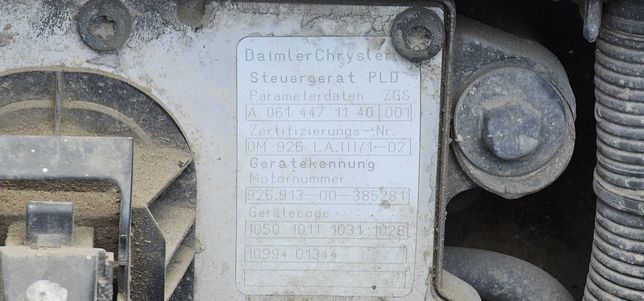 DaimlerChrysler
Steuergerät PLD
Parameterdaten ZGS
A 061 447 11 40 001
Zertifizierungs-Nr.
OM 926 LA.III/1-02
Gerätekennung
Motornummer
926.913-00-385281
Gerätecode
1050 1011 1031 1028
10994 01344